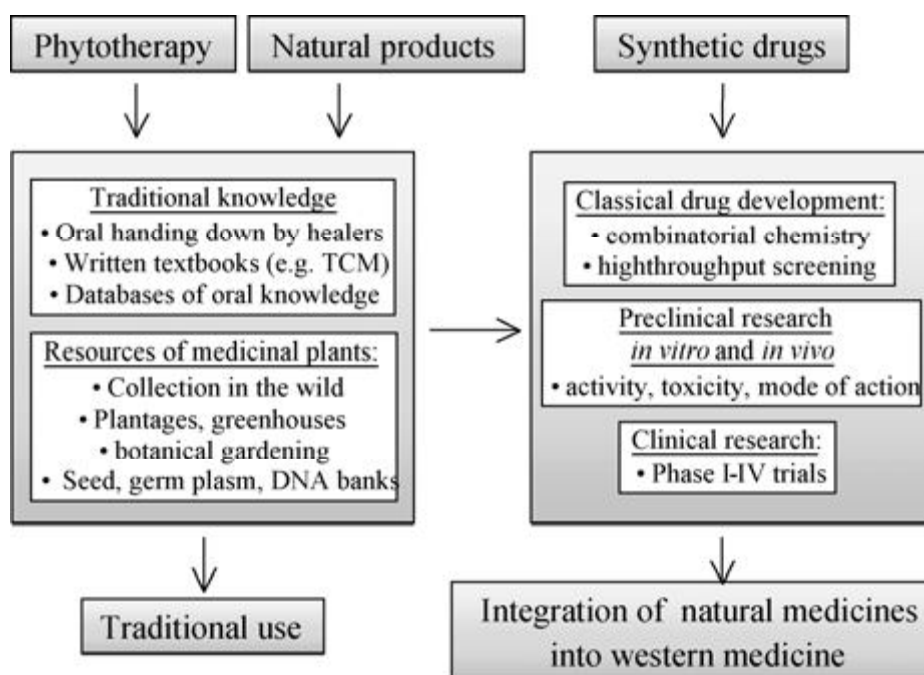 Phytotherapy
Natural products
Synthetic drugs
Traditional knowledge
• Oral handing down by healers
• Written textbooks (e.g. TCM)
• Databases of oral knowledge
Resources of medicinal plants:
• Collection in the wild
• Plantages, greenhouses
• botanical gardening
• Seed, germ plasm, DNA banks
Classical drug development:
- combinatorial chemistry
• highthroughput screening
Preclinical research
in vitro and in vivo
• activity, toxicity, mode of action
Clinical research:
• Phase I-IV trials
Traditional use
Integration of natural medicines
into western medicine